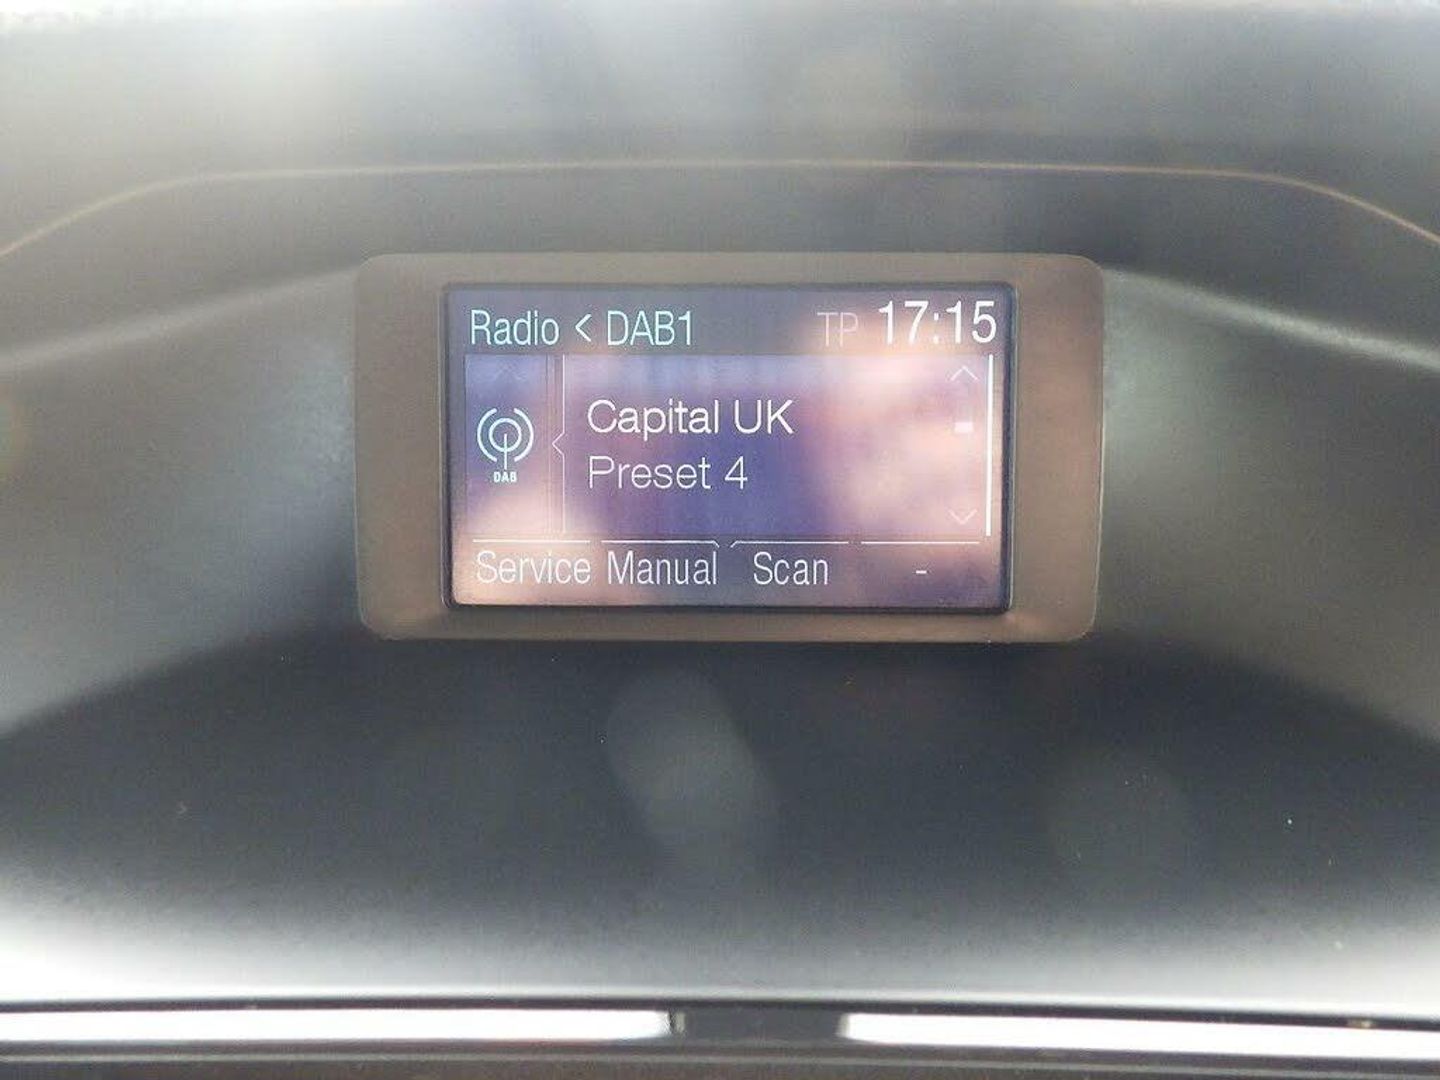 Radio < DAB1 TP 17:15
Capital UK
DAB Preset 4
Service Manual Scan -